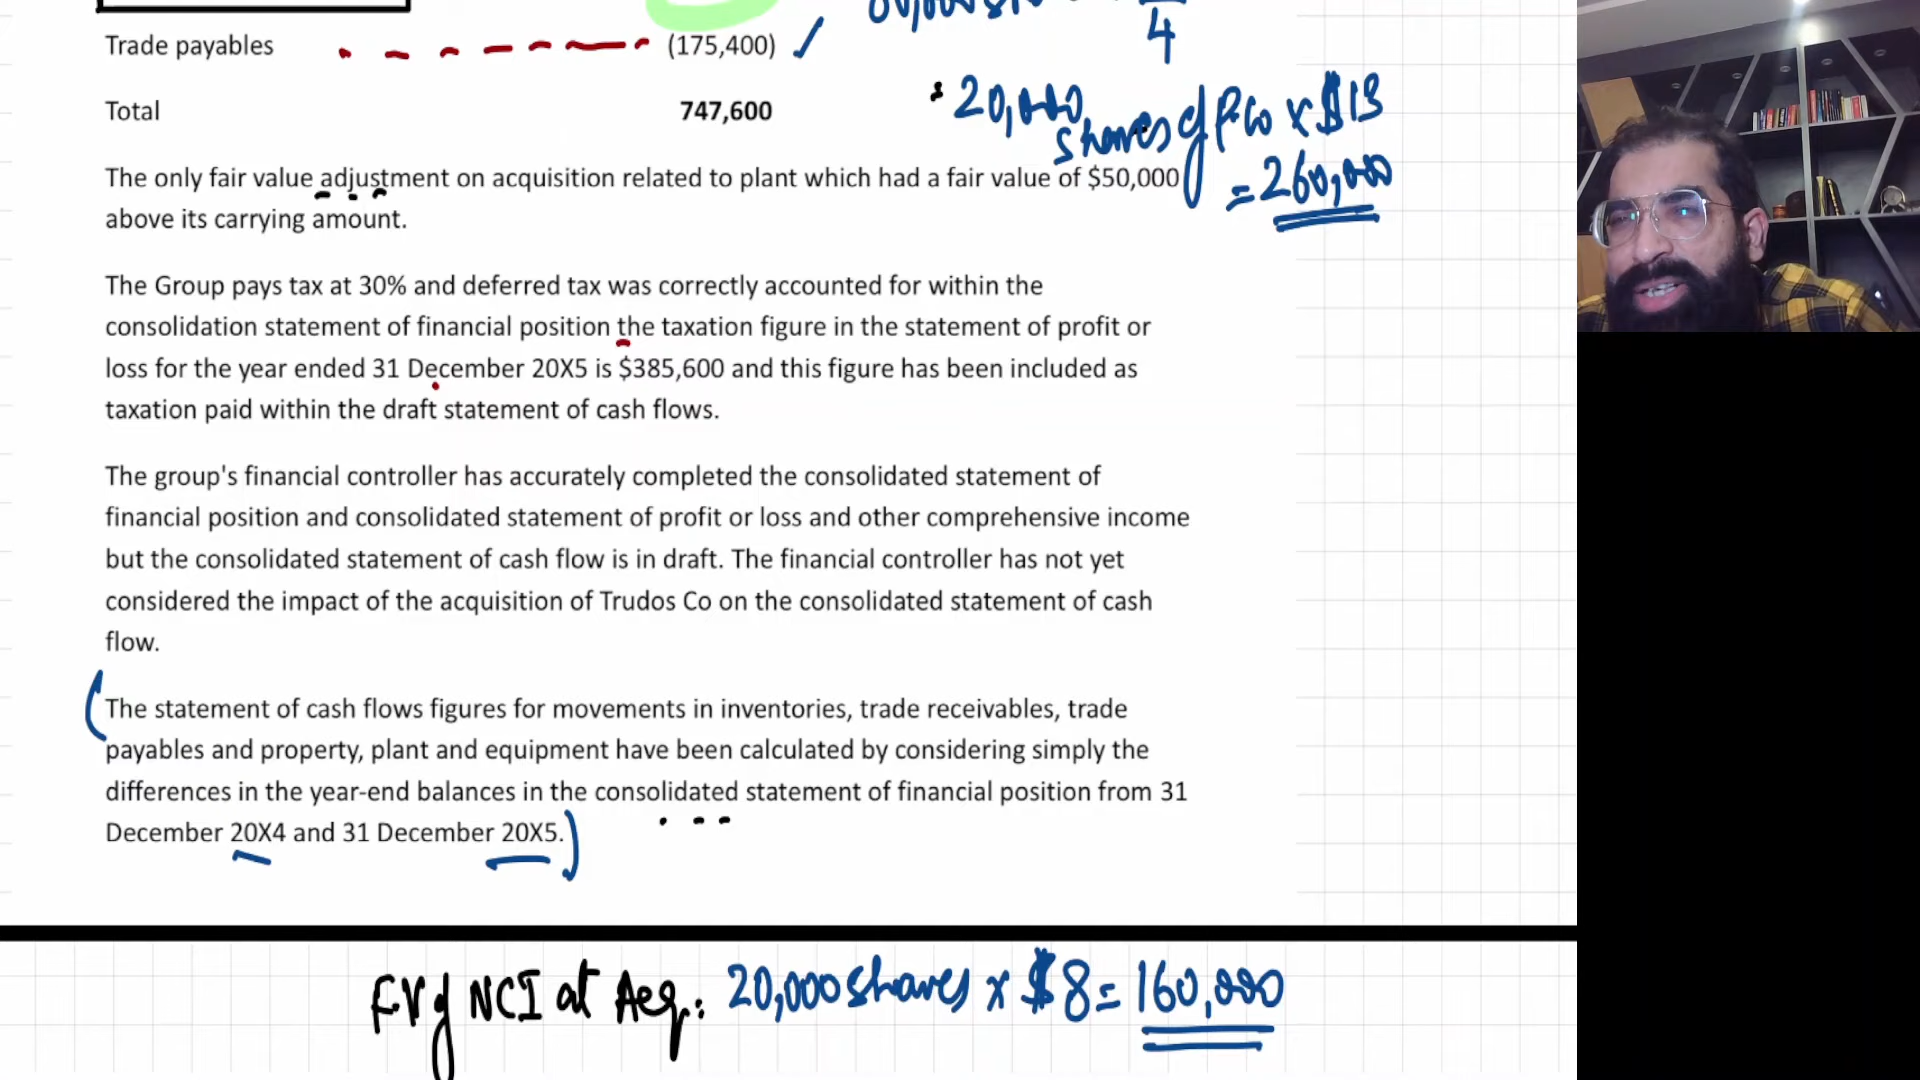 Trade payables (175,400)
4
Total 747,600
20,000 shares of P.Co x $13
= 260,000
The only fair value adjustment on acquisition related to plant which had a fair value of $50,000
above its carrying amount.
The Group pays tax at 30% and deferred tax was correctly accounted for within the
consolidation statement of financial position the taxation figure in the statement of profit or
loss for the year ended 31 December 20X5 is $385,600 and this figure has been included as
taxation paid within the draft statement of cash flows.
The group's financial controller has accurately completed the consolidated statement of
financial position and consolidated statement of profit or loss and other comprehensive income
but the consolidated statement of cash flow is in draft. The financial controller has not yet
considered the impact of the acquisition of Trudos Co on the consolidated statement of cash
flow.
The statement of cash flows figures for movements in inventories, trade receivables, trade
payables and property, plant and equipment have been calculated by considering simply the
differences in the year-end balances in the consolidated statement of financial position from 31
December 20X4 and 31 December 20X5.
FV of NCI at Acq: 20,000 shares x $8 = 160,000